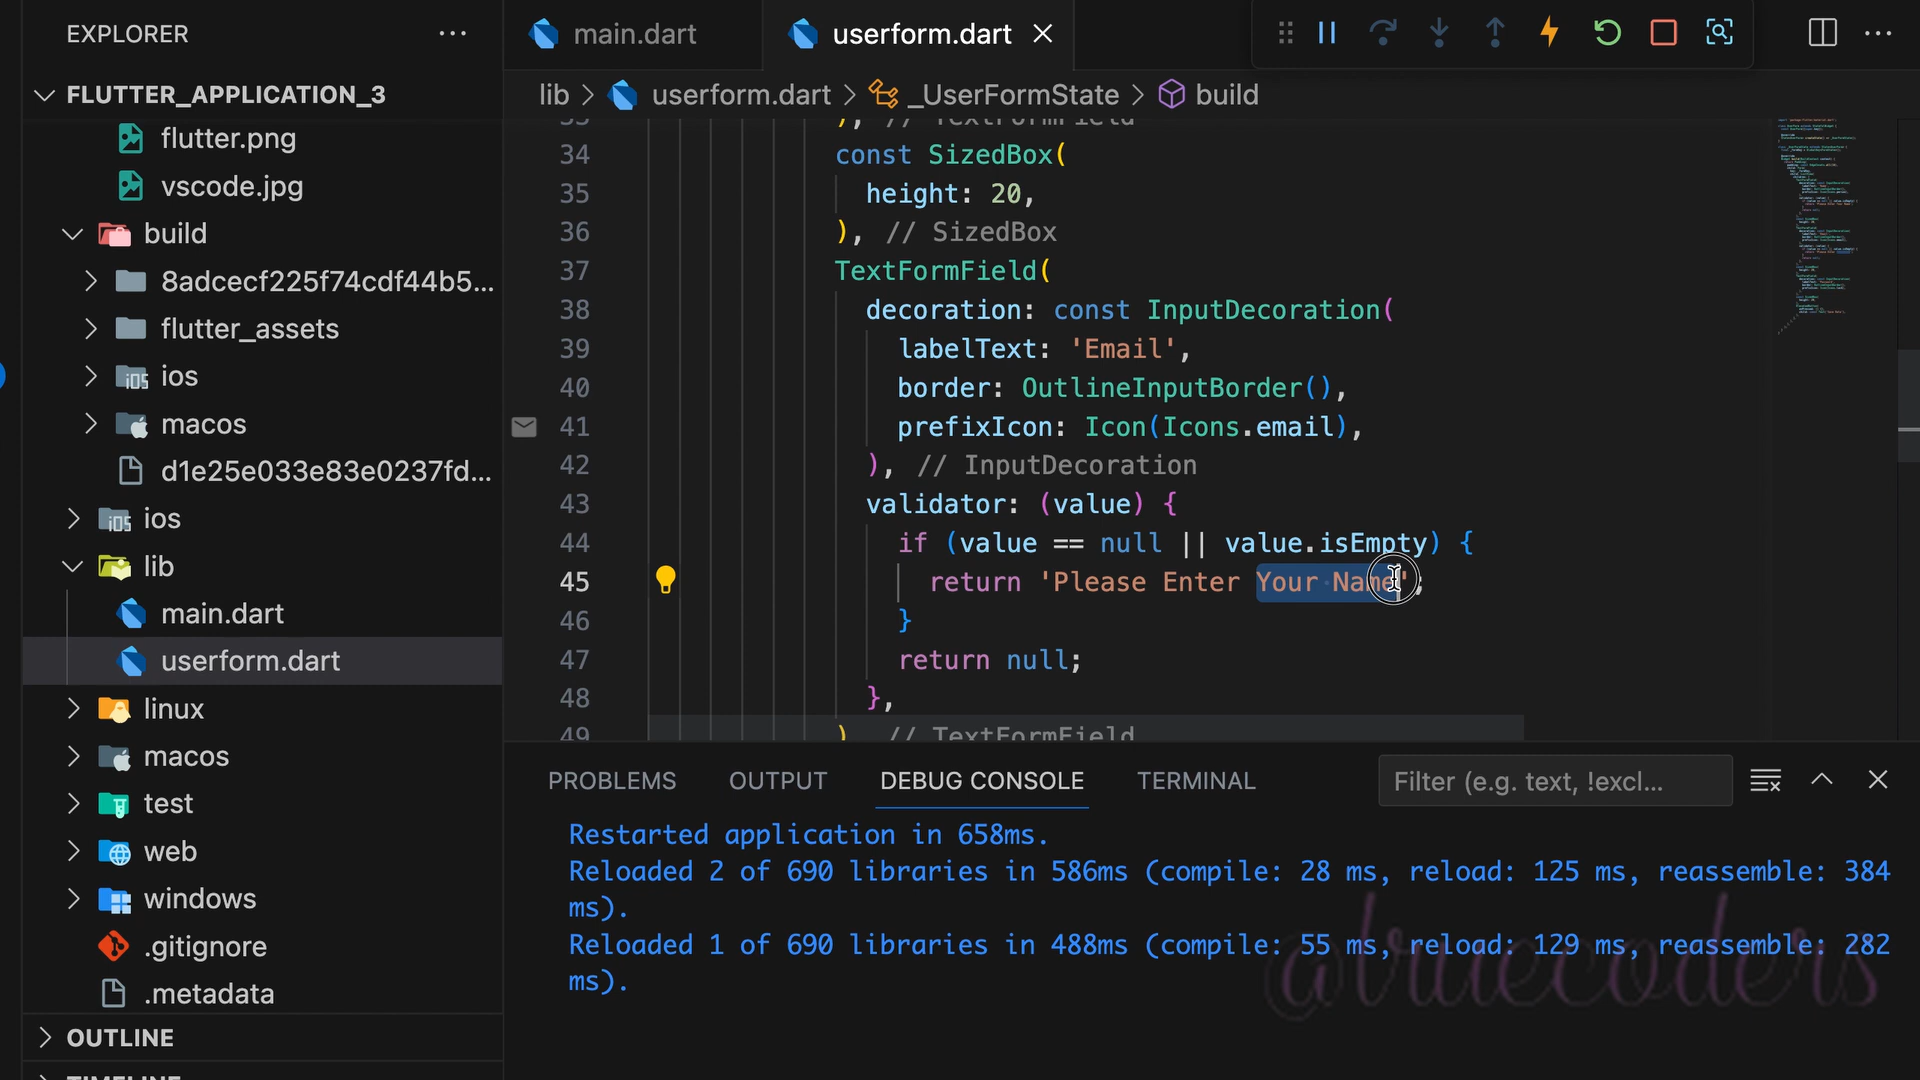 EXPLORER
FLUTTER_APPLICATION_3
flutter.png
vscode.jpg
build
8adcecf225f74cdf44b5...
flutter_assets
ios
macos
d1e25e033e83e0237fd...
ios
lib
main.dart
userform.dart
linux
macos
test
web
windows
.gitignore
.metadata
OUTLINE
TIMELINE
main.dart
userform.dart
lib > userform.dart > _UserFormState > build
33 ), // TextFormField
34 const SizedBox(
35 height: 20,
36 ), // SizedBox
37 TextFormField(
38 decoration: const InputDecoration(
39 labelText: 'Email',
40 border: OutlineInputBorder(),
41 prefixIcon: Icon(Icons.email),
42 ), // InputDecoration
43 validator: (value) {
44 if (value == null || value.isEmpty) {
45 return 'Please Enter Your Name';
46 }
47 return null;
48 },
49 ) // TextFormField
PROBLEMS OUTPUT DEBUG CONSOLE TERMINAL Filter (e.g. text, !excl...
Restarted application in 658ms.
Reloaded 2 of 690 libraries in 586ms (compile: 28 ms, reload: 125 ms, reassemble: 384
ms).
Reloaded 1 of 690 libraries in 488ms (compile: 55 ms, reload: 129 ms, reassemble: 282
ms).
@truecoders